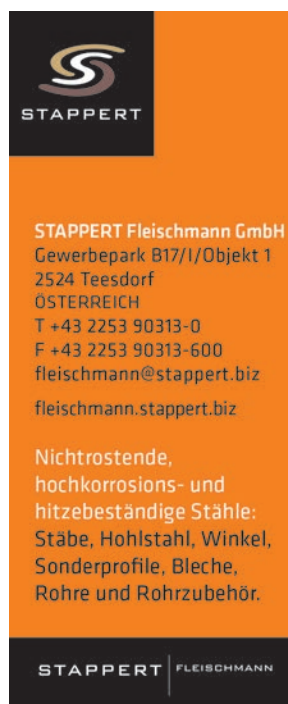 STAPPERT
STAPPERT Fleischmann GmbH
Gewerbepark B17/I/Objekt 1
2524 Teesdorf
ÖSTERREICH
T +43 2253 90313-0
F +43 2253 90313-600
fleischmann@stappert.biz
fleischmann.stappert.biz
Nichtrostende,
hochkorrosions- und
hitzebeständige Stähle:
Stäbe, Hohlstahl, Winkel,
Sonderprofile, Bleche,
Rohre und Rohrzubehör.
STAPPERT FLEISCHMANN